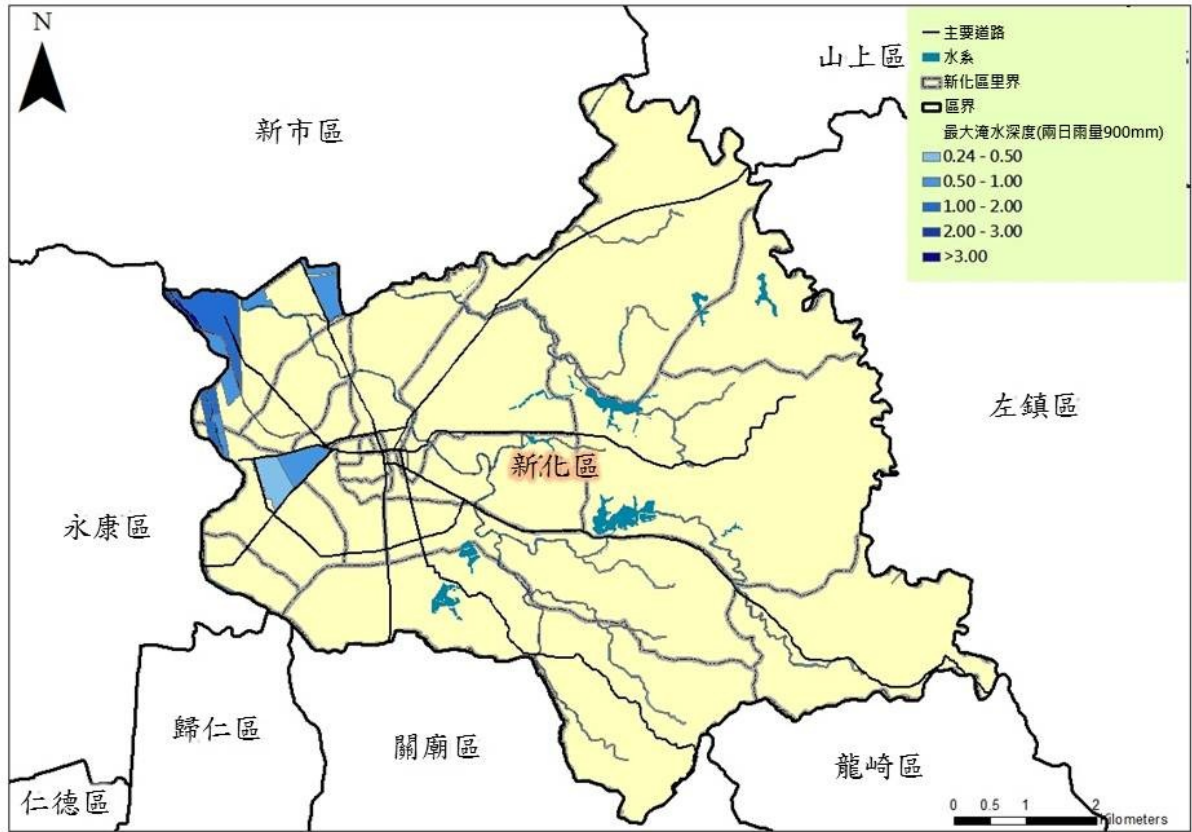 N
山上區
新市區
左鎮區
新化區
永康區
歸仁區
關廟區
龍崎區
仁德區
主要道路
水系
新化區里界
區界
最大淹水深度(兩日雨量900mm)
0.24 - 0.50
0.50 - 1.00
1.00 - 2.00
2.00 - 3.00
>3.00
0 0.5 1 2
Kilometers